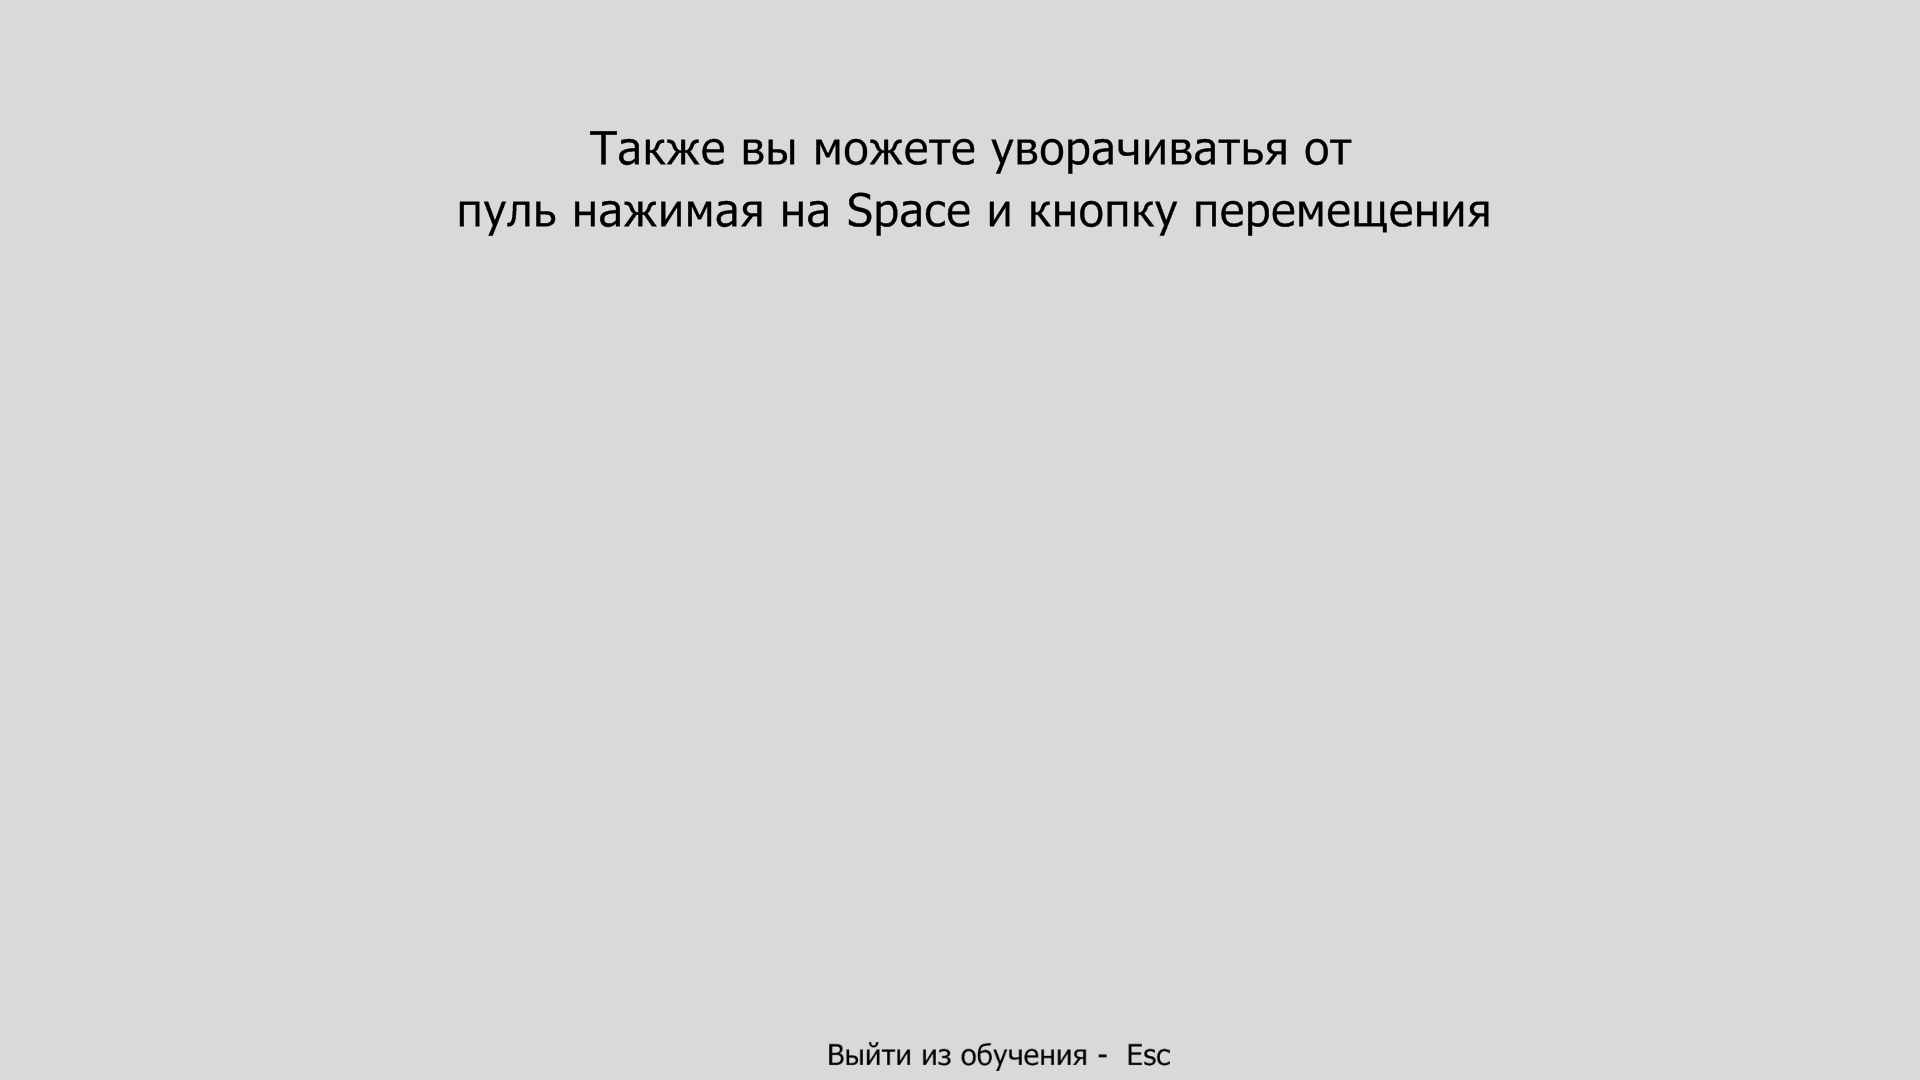 Также вы можете уворачиватья от
пуль нажимая на Space и кнопку перемещения
Выйти из обучения - Esc